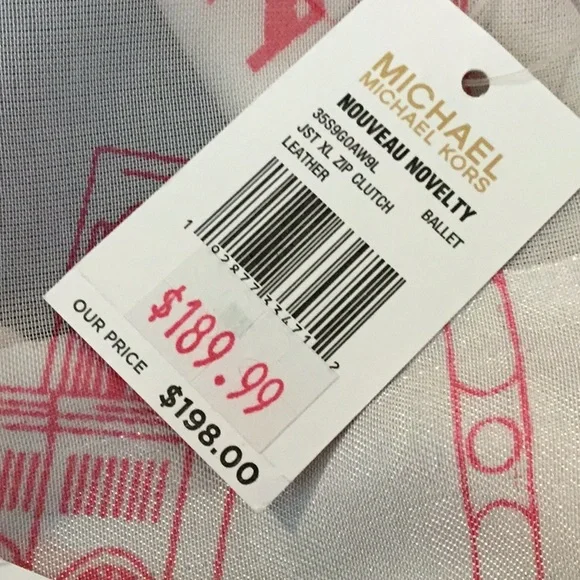 MICHAEL
MICHAEL KORS
NOUVEAU NOVELTY
35S9G0AW9L
JST XL ZIP CLUTCH BALLET
LEATHER
$189.99
OUR PRICE $198.00